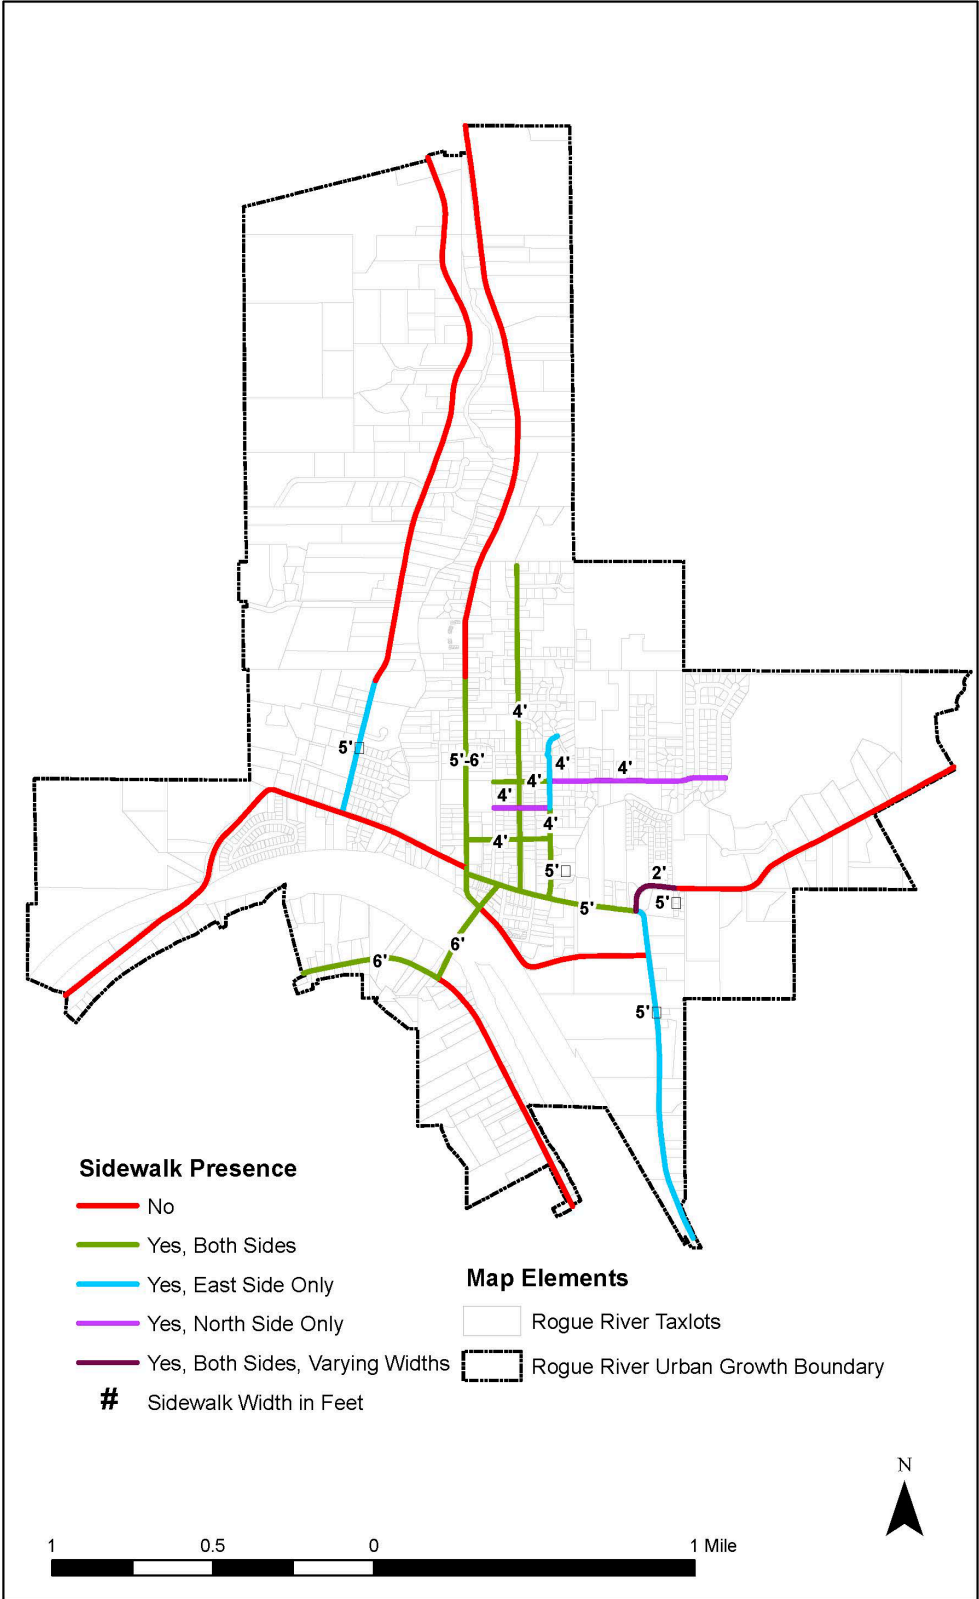 4'
5'
5'-6'
4'
4'
4'
4'
4'
4'
5'
2'
5'
5'
6'
6'
5'
Sidewalk Presence
No
Yes, Both Sides
Yes, East Side Only
Yes, North Side Only
Yes, Both Sides, Varying Widths
# Sidewalk Width in Feet
Map Elements
Rogue River Taxlots
Rogue River Urban Growth Boundary
N
1 0.5 0 1 Mile